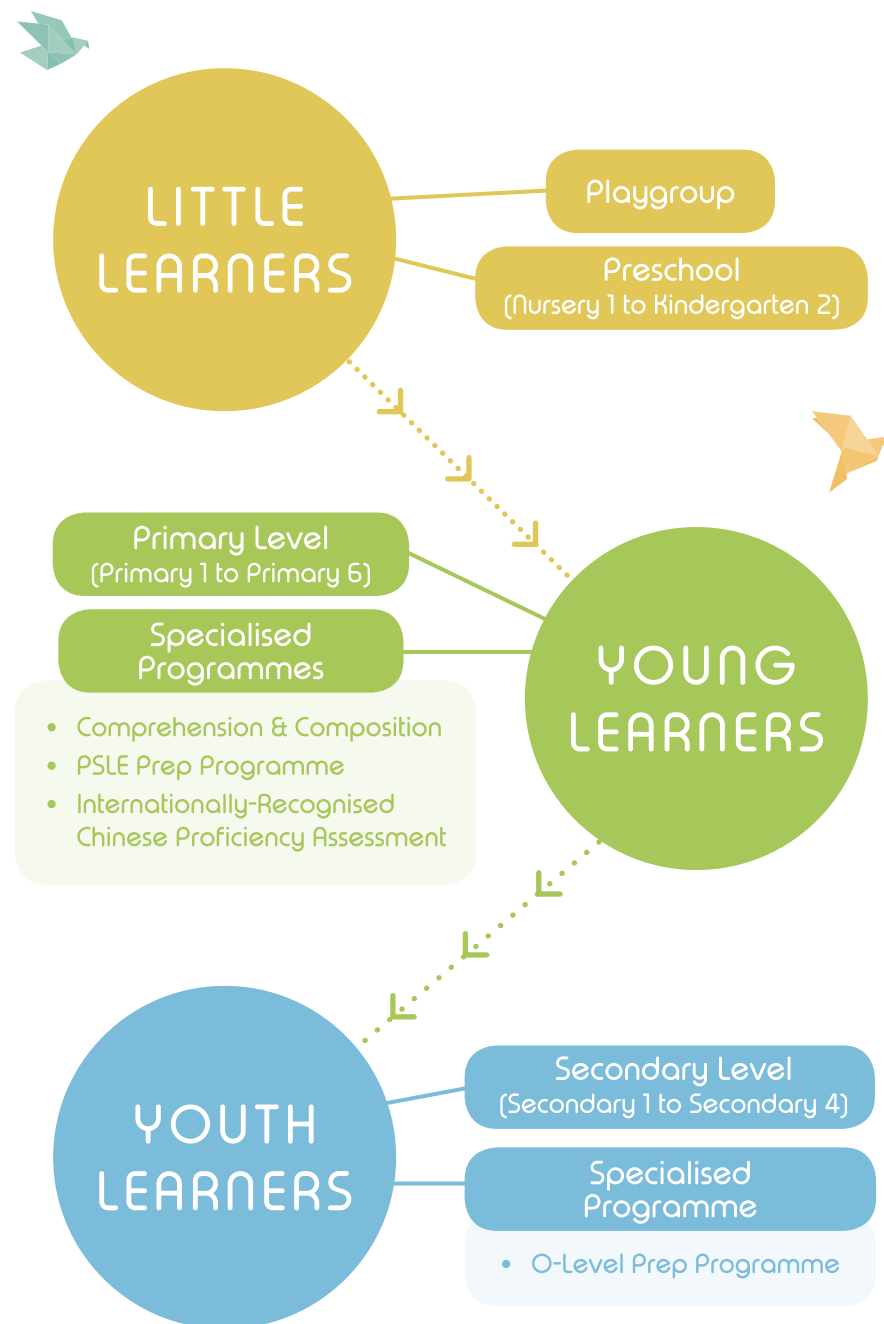 LITTLE
LEARNERS
Playgroup
Preschool
(Nursery 1 to Kindergarten 2)
Primary Level
(Primary 1 to Primary 6)
Specialised
Programmes
• Comprehension & Composition
• PSLE Prep Programme
• Internationally-Recognised
Chinese Proficiency Assessment
YOUNG
LEARNERS
YOUTH
LEARNERS
Secondary Level
(Secondary 1 to Secondary 4)
Specialised
Programme
• O-Level Prep Programme